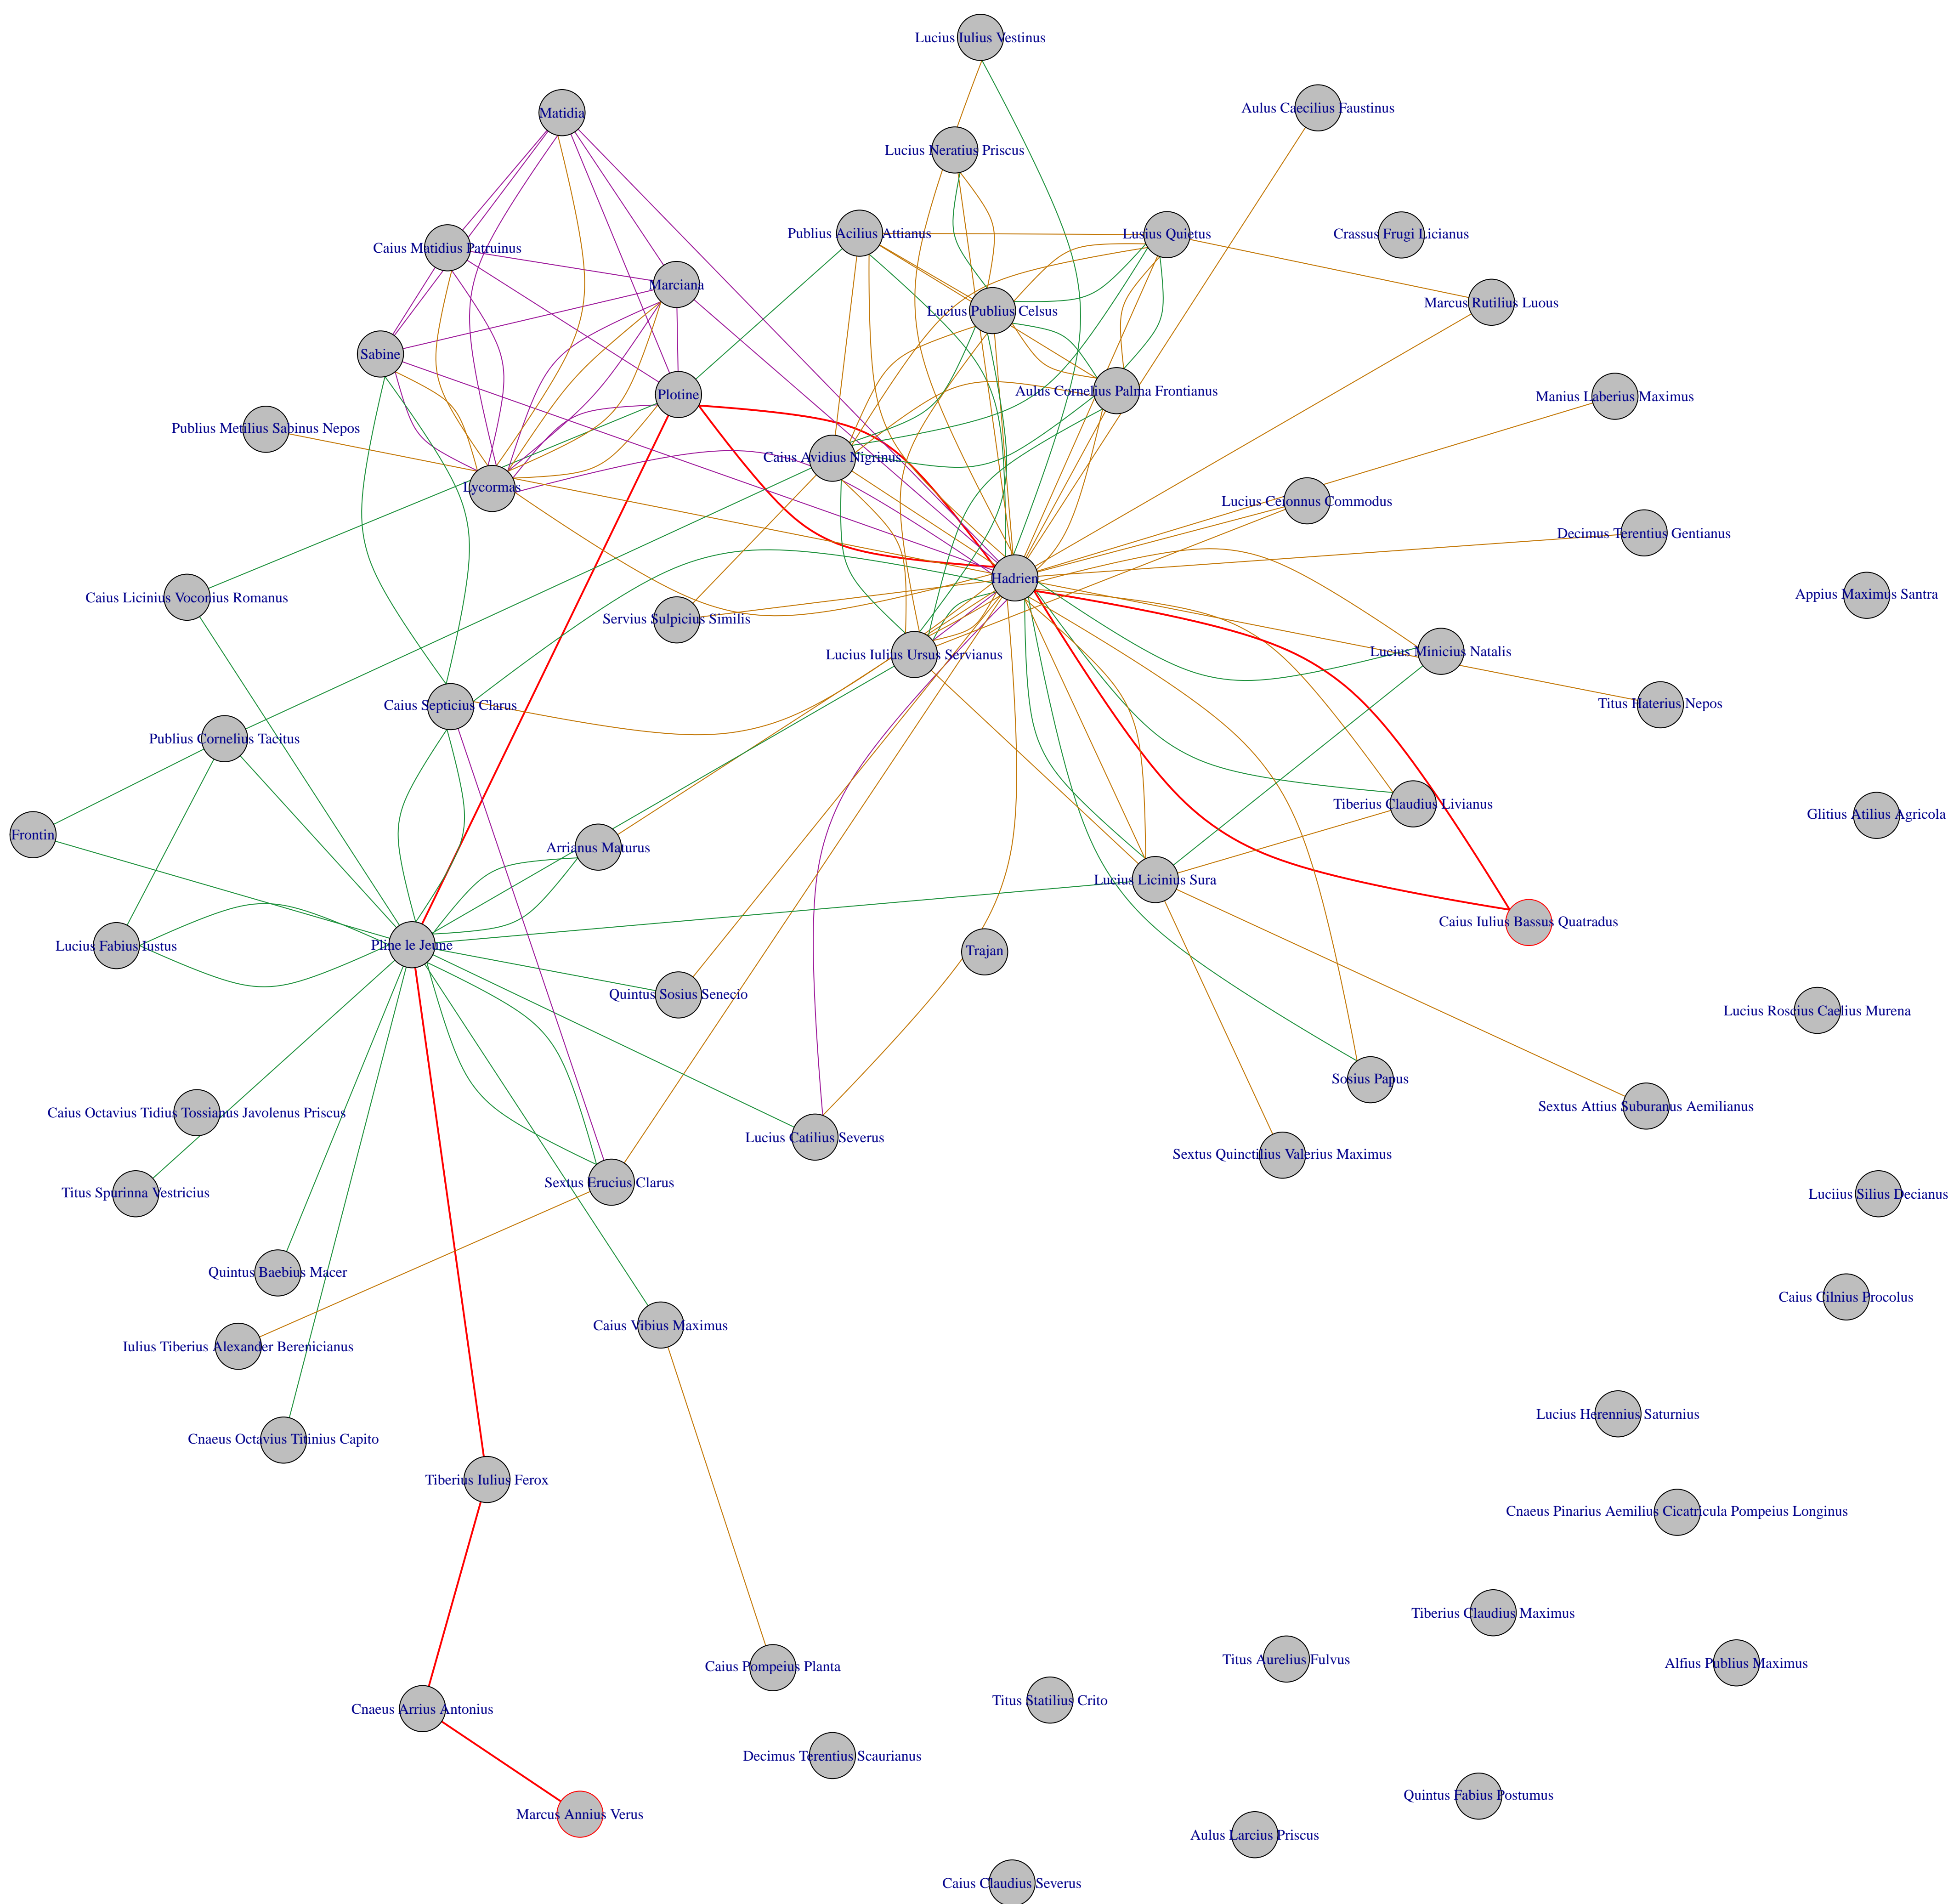 Lucius Iulius Vestinus
Aulus Caecilius Faustinus
Matidia
Lucius Neratius Priscus
Publius Acilius Attianus
Lusius Quietus
Crassus Frugi Licianus
Caius Matidius Patruinus
Marciana
Marcus Rutilius Luous
Lucius Publius Celsus
Sabine
Plotine
Aulus Cornelius Palma Frontianus
Manius Laberius Maximus
Publius Metilius Sabinus Nepos
Caius Avidius Nigrinus
Lycormas
Lucius Ceionnus Commodus
Decimus Terentius Gentianus
Hadrien
Caius Licinius Voconius Romanus
Appius Maximus Santra
Servius Sulpicius Similis
Lucius Iulius Ursus Servianus
Lucius Minicius Natalis
Caius Septicius Clarus
Titus Haterius Nepos
Publius Cornelius Tacitus
Tiberius Claudius Livianus
Glitius Atilius Agricola
Frontin
Arrianus Maturus
Lucius Licinius Sura
Caius Iulius Bassus Quatradus
Lucius Fabius Iustus
Pline le Jeune
Trajan
Quintus Sosius Senecio
Lucius Roscius Caelius Murena
Sosius Papus
Caius Octavius Tidius Tossianus Javolenus Priscus
Sextus Attius Suburanus Aemilianus
Lucius Catilius Severus
Sextus Quinctilius Valerius Maximus
Sextus Erucius Clarus
Titus Spurinna Vestricius
Luciius Silius Decianus
Quintus Baebius Macer
Caius Cilnius Procolus
Caius Vibius Maximus
Iulius Tiberius Alexander Berenicianus
Lucius Herennius Saturnius
Cnaeus Octavius Titinius Capito
Tiberius Iulius Ferox
Cnaeus Pinarius Aemilius Cicatricula Pompeius Longinus
Tiberius Claudius Maximus
Titus Aurelius Fulvus
Alfius Publius Maximus
Caius Pompeius Planta
Titus Statilius Crito
Cnaeus Arrius Antonius
Decimus Terentius Scaurianus
Quintus Fabius Postumus
Marcus Annius Verus
Aulus Larcius Priscus
Caius Claudius Severus